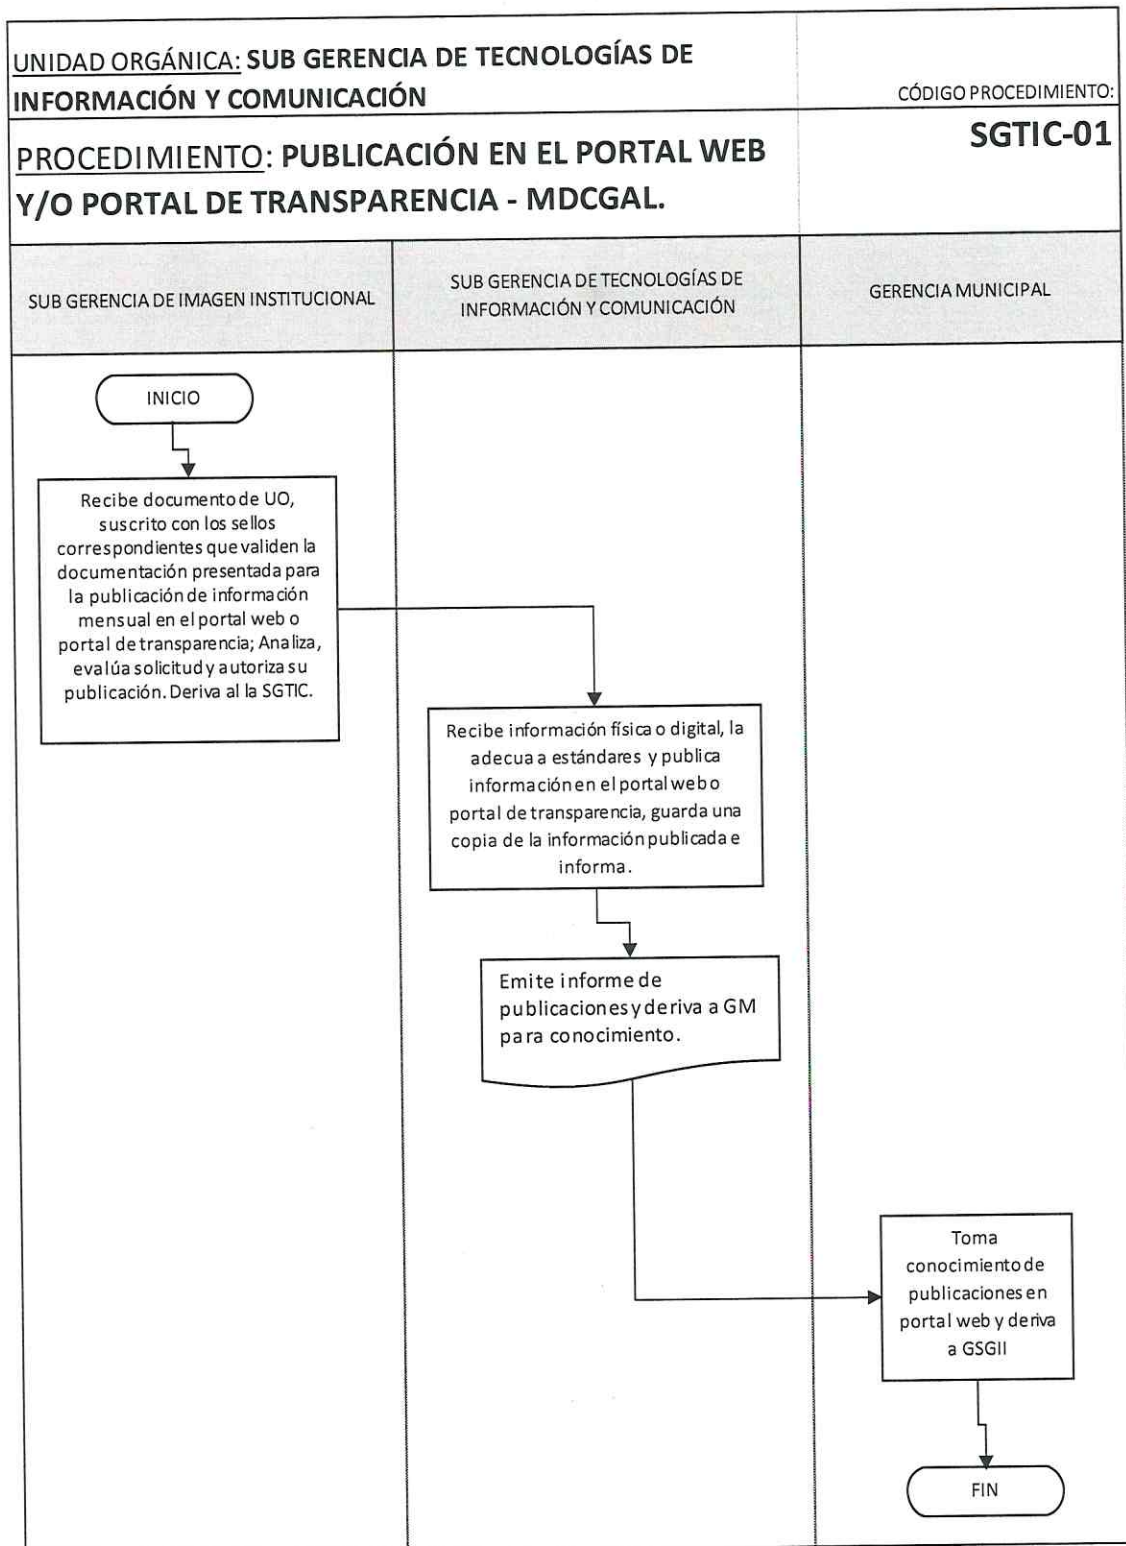 UNIDAD ORGÁNICA: SUB GERENCIA DE TECNOLOGÍAS DE
INFORMACIÓN Y COMUNICACIÓN
CÓDIGO PROCEDIMIENTO:
SGTIC-01
PROCEDIMIENTO: PUBLICACIÓN EN EL PORTAL WEB
Y/O PORTAL DE TRANSPARENCIA - MDCGAL.
SUB GERENCIA DE IMAGEN INSTITUCIONAL
SUB GERENCIA DE TECNOLOGÍAS DE
INFORMACIÓN Y COMUNICACIÓN
GERENCIA MUNICIPAL
INICIO
Recibe documento de UO,
suscrito con los sellos
correspondientes que validen la
documentación presentada para
la publicación de información
mensual en el portal web o
portal de transparencia; Analiza,
evalúa solicitud y autoriza su
publicación. Deriva al la SGTIC.
Recibe información física o digital, la
adecua a estándares y publica
información en el portal web o
portal de transparencia, guarda una
copia de la información publicada e
informa.
Emite informe de
publicaciones y deriva a GM
para conocimiento.
Toma
conocimiento de
publicaciones en
portal web y deriva
a GSGII
FIN